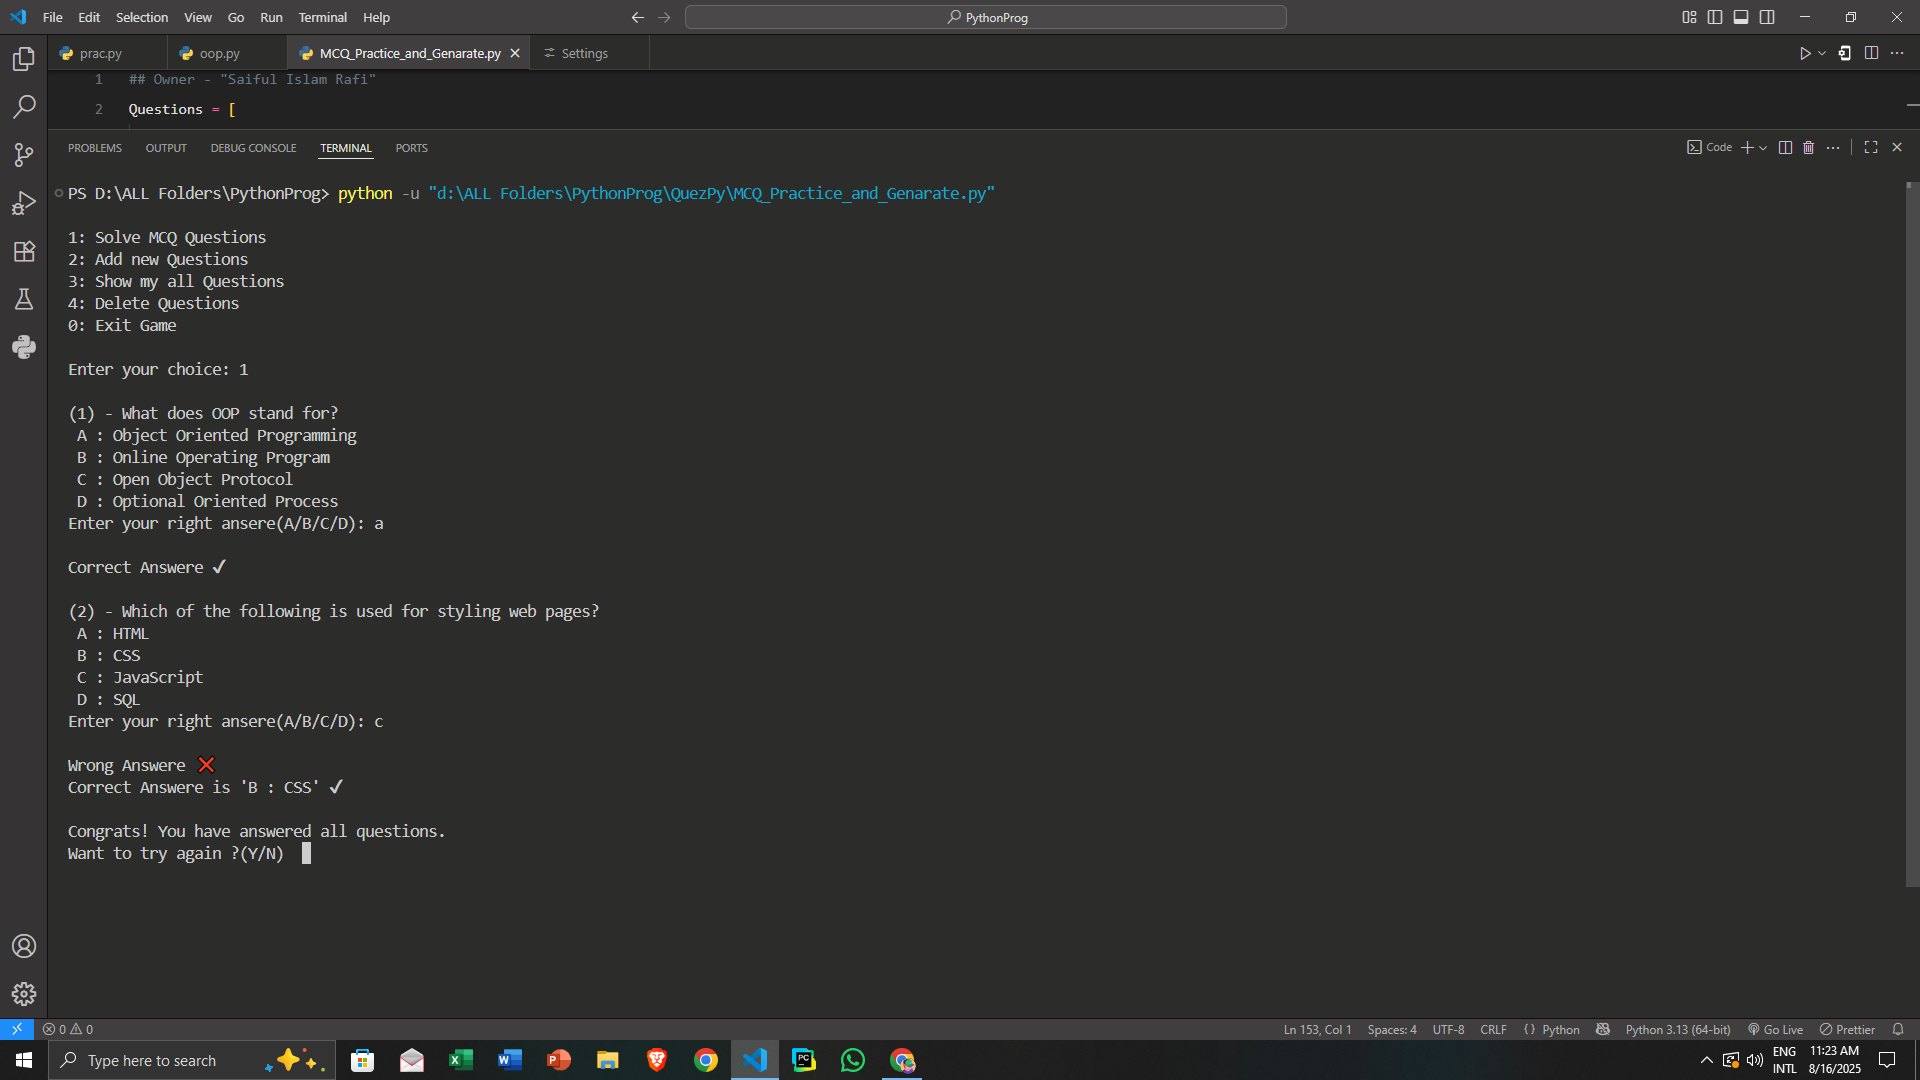 File Edit Selection View Go Run Terminal Help
PythonProg
prac.py
oop.py
MCQ_Practice_and_Genarate.py
Settings
1 ## Owner - "Saiful Islam Rafi"
2 Questions = [
PROBLEMS OUTPUT DEBUG CONSOLE TERMINAL PORTS
Code
PS D:\ALL Folders\PythonProg> python -u "d:\ALL Folders\PythonProg\QuezPy\MCQ_Practice_and_Genarate.py"
1: Solve MCQ Questions
2: Add new Questions
3: Show my all Questions
4: Delete Questions
0: Exit Game
Enter your choice: 1
(1) - What does OOP stand for?
A : Object Oriented Programming
B : Online Operating Program
C : Open Object Protocol
D : Optional Oriented Process
Enter your right ansere(A/B/C/D): a
Correct Answere ✓
(2) - Which of the following is used for styling web pages?
A : HTML
B : CSS
C : JavaScript
D : SQL
Enter your right ansere(A/B/C/D): c
Wrong Answere ❌
Correct Answere is 'B : CSS' ✓
Congrats! You have answered all questions.
Want to try again ?(Y/N)
0 0
Ln 153, Col 1 Spaces: 4 UTF-8 CRLF {} Python Python 3.13 (64-bit) Go Live Prettier
Type here to search
PC
ENG
INTL
11:23 AM
8/16/2025